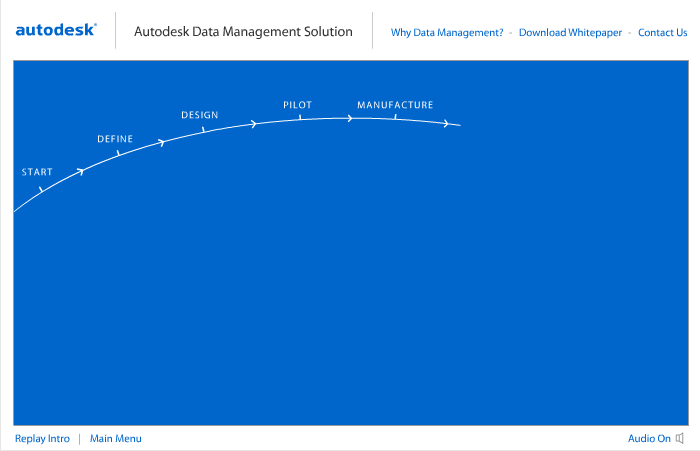 autodesk®
Autodesk Data Management Solution
Why Data Management? - Download Whitepaper - Contact Us
PILOT
MANUFACTURE
DESIGN
DEFINE
START
Replay Intro | Main Menu
Audio On